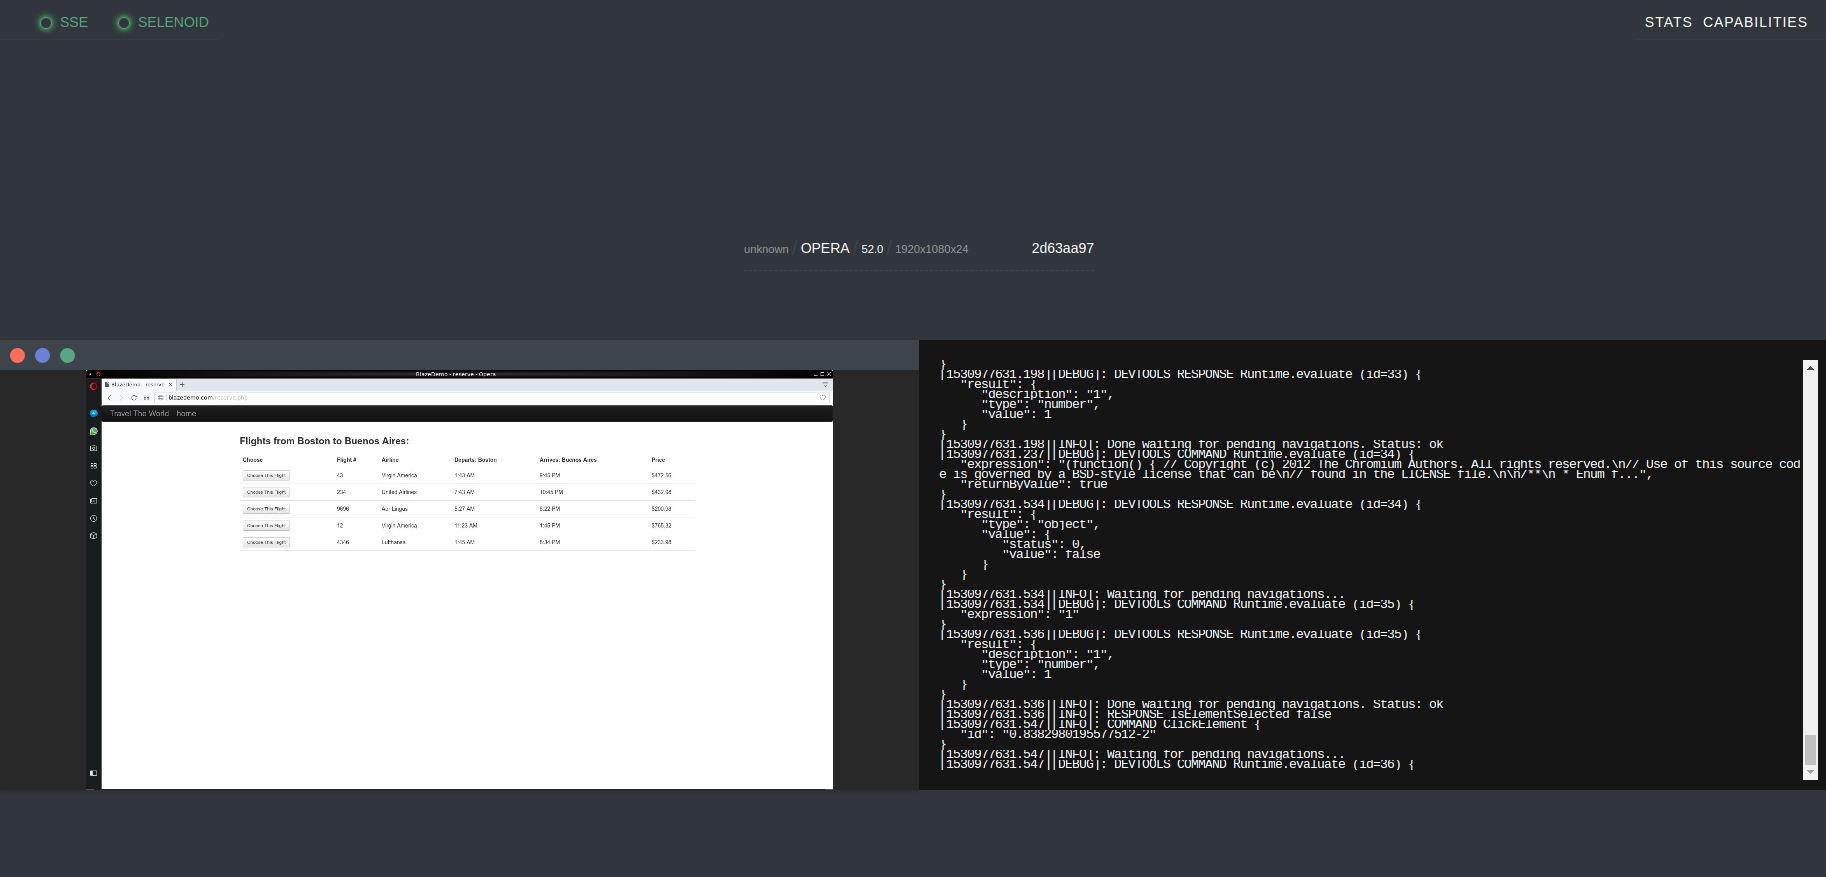 SSE SELENOID STATS CAPABILITIES
unknown / OPERA / 52.0 / 1920x1080x24 2d63aa97
BlazeDemo - reserve - Opera
BlazeDemo - reserve
blazedemo.com/reserve.php
Travel The World home
Flights from Boston to Buenos Aires:
Choose Flight # Airline Departs: Boston Arrives: Buenos Aires Price
Choose This Flight 43 Virgin America 1:43 AM 9:45 PM $472.56
Choose This Flight 234 United Airlines 7:43 AM 10:45 PM $432.98
Choose This Flight 9696 Aer Lingus 5:27 AM 8:22 PM $200.98
Choose This Flight 12 Virgin America 11:23 AM 1:45 PM $765.32
Choose This Flight 4346 Lufthansa 1:45 AM 8:34 PM $233.98
}
[1530977631.198][DEBUG]: DEVTOOLS RESPONSE Runtime.evaluate (id=33) {
"result": {
"description": "1",
"type": "number",
"value": 1
}
}
[1530977631.198][INFO]: Done waiting for pending navigations. Status: ok
[1530977631.237][DEBUG]: DEVTOOLS COMMAND Runtime.evaluate (id=34) {
"expression": "(function() { // Copyright (c) 2012 The Chromium Authors. All rights reserved.\n// Use of this source cod
e is governed by a BSD-style license that can be\n// found in the LICENSE file.\n\n/**\n * Enum f...",
"returnByValue": true
}
[1530977631.534][DEBUG]: DEVTOOLS RESPONSE Runtime.evaluate (id=34) {
"result": {
"type": "object",
"value": {
"status": 0,
"value": false
}
}
}
[1530977631.534][INFO]: Waiting for pending navigations...
[1530977631.534][DEBUG]: DEVTOOLS COMMAND Runtime.evaluate (id=35) {
"expression": "1"
}
[1530977631.536][DEBUG]: DEVTOOLS RESPONSE Runtime.evaluate (id=35) {
"result": {
"description": "1",
"type": "number",
"value": 1
}
}
[1530977631.536][INFO]: Done waiting for pending navigations. Status: ok
[1530977631.536][INFO]: RESPONSE IsElementSelected false
[1530977631.547][INFO]: COMMAND ClickElement {
"id": "0.8382980195577512-2"
}
[1530977631.547][INFO]: Waiting for pending navigations...
[1530977631.547][DEBUG]: DEVTOOLS COMMAND Runtime.evaluate (id=36) {